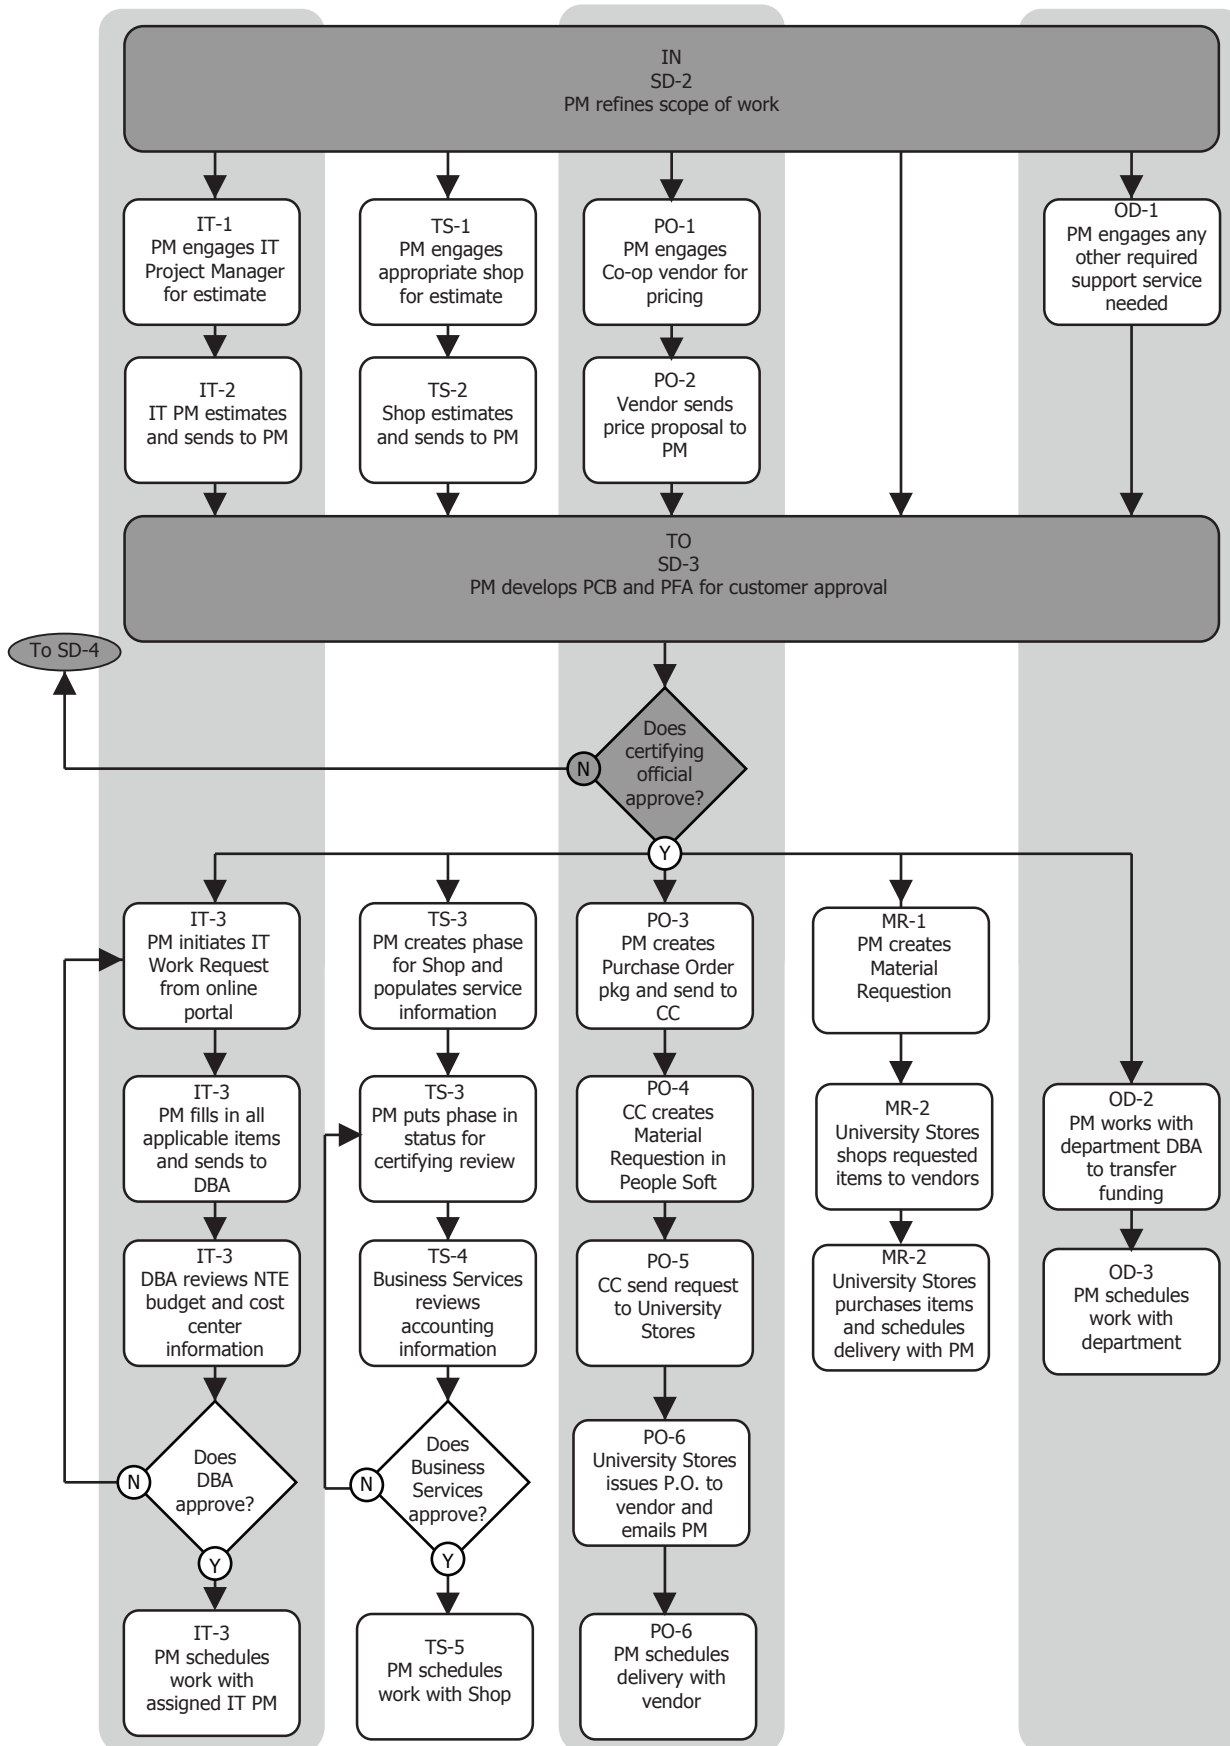 IN
SD-2
PM refines scope of work
IT-1
PM engages IT
Project Manager
for estimate
TS-1
PM engages
appropriate shop
for estimate
PO-1
PM engages
Co-op vendor for
pricing
OD-1
PM engages any
other required
support service
needed
IT-2
IT PM estimates
and sends to PM
TS-2
Shop estimates
and sends to PM
PO-2
Vendor sends
price proposal to
PM
TO
SD-3
PM develops PCB and PFA for customer approval
To SD-4
Does
certifying
official
approve?
N
Y
IT-3
PM initiates IT
Work Request
from online
portal
TS-3
PM creates phase
for Shop and
populates service
information
PO-3
PM creates
Purchase Order
pkg and send to
CC
MR-1
PM creates
Material
Requestion
IT-3
PM fills in all
applicable items
and sends to
DBA
TS-3
PM puts phase in
status for
certifying review
PO-4
CC creates
Material
Requestion in
People Soft
MR-2
University Stores
shops requested
items to vendors
OD-2
PM works with
department DBA
to transfer
funding
IT-3
DBA reviews NTE
budget and cost
center
information
TS-4
Business Services
reviews
accounting
information
PO-5
CC send request
to University
Stores
MR-2
University Stores
purchases items
and schedules
delivery with PM
OD-3
PM schedules
work with
department
Does
DBA
approve?
N
Y
Does
Business
Services
approve?
N
Y
PO-6
University Stores
issues P.O. to
vendor and
emails PM
IT-3
PM schedules
work with
assigned IT PM
TS-5
PM schedules
work with Shop
PO-6
PM schedules
delivery with
vendor